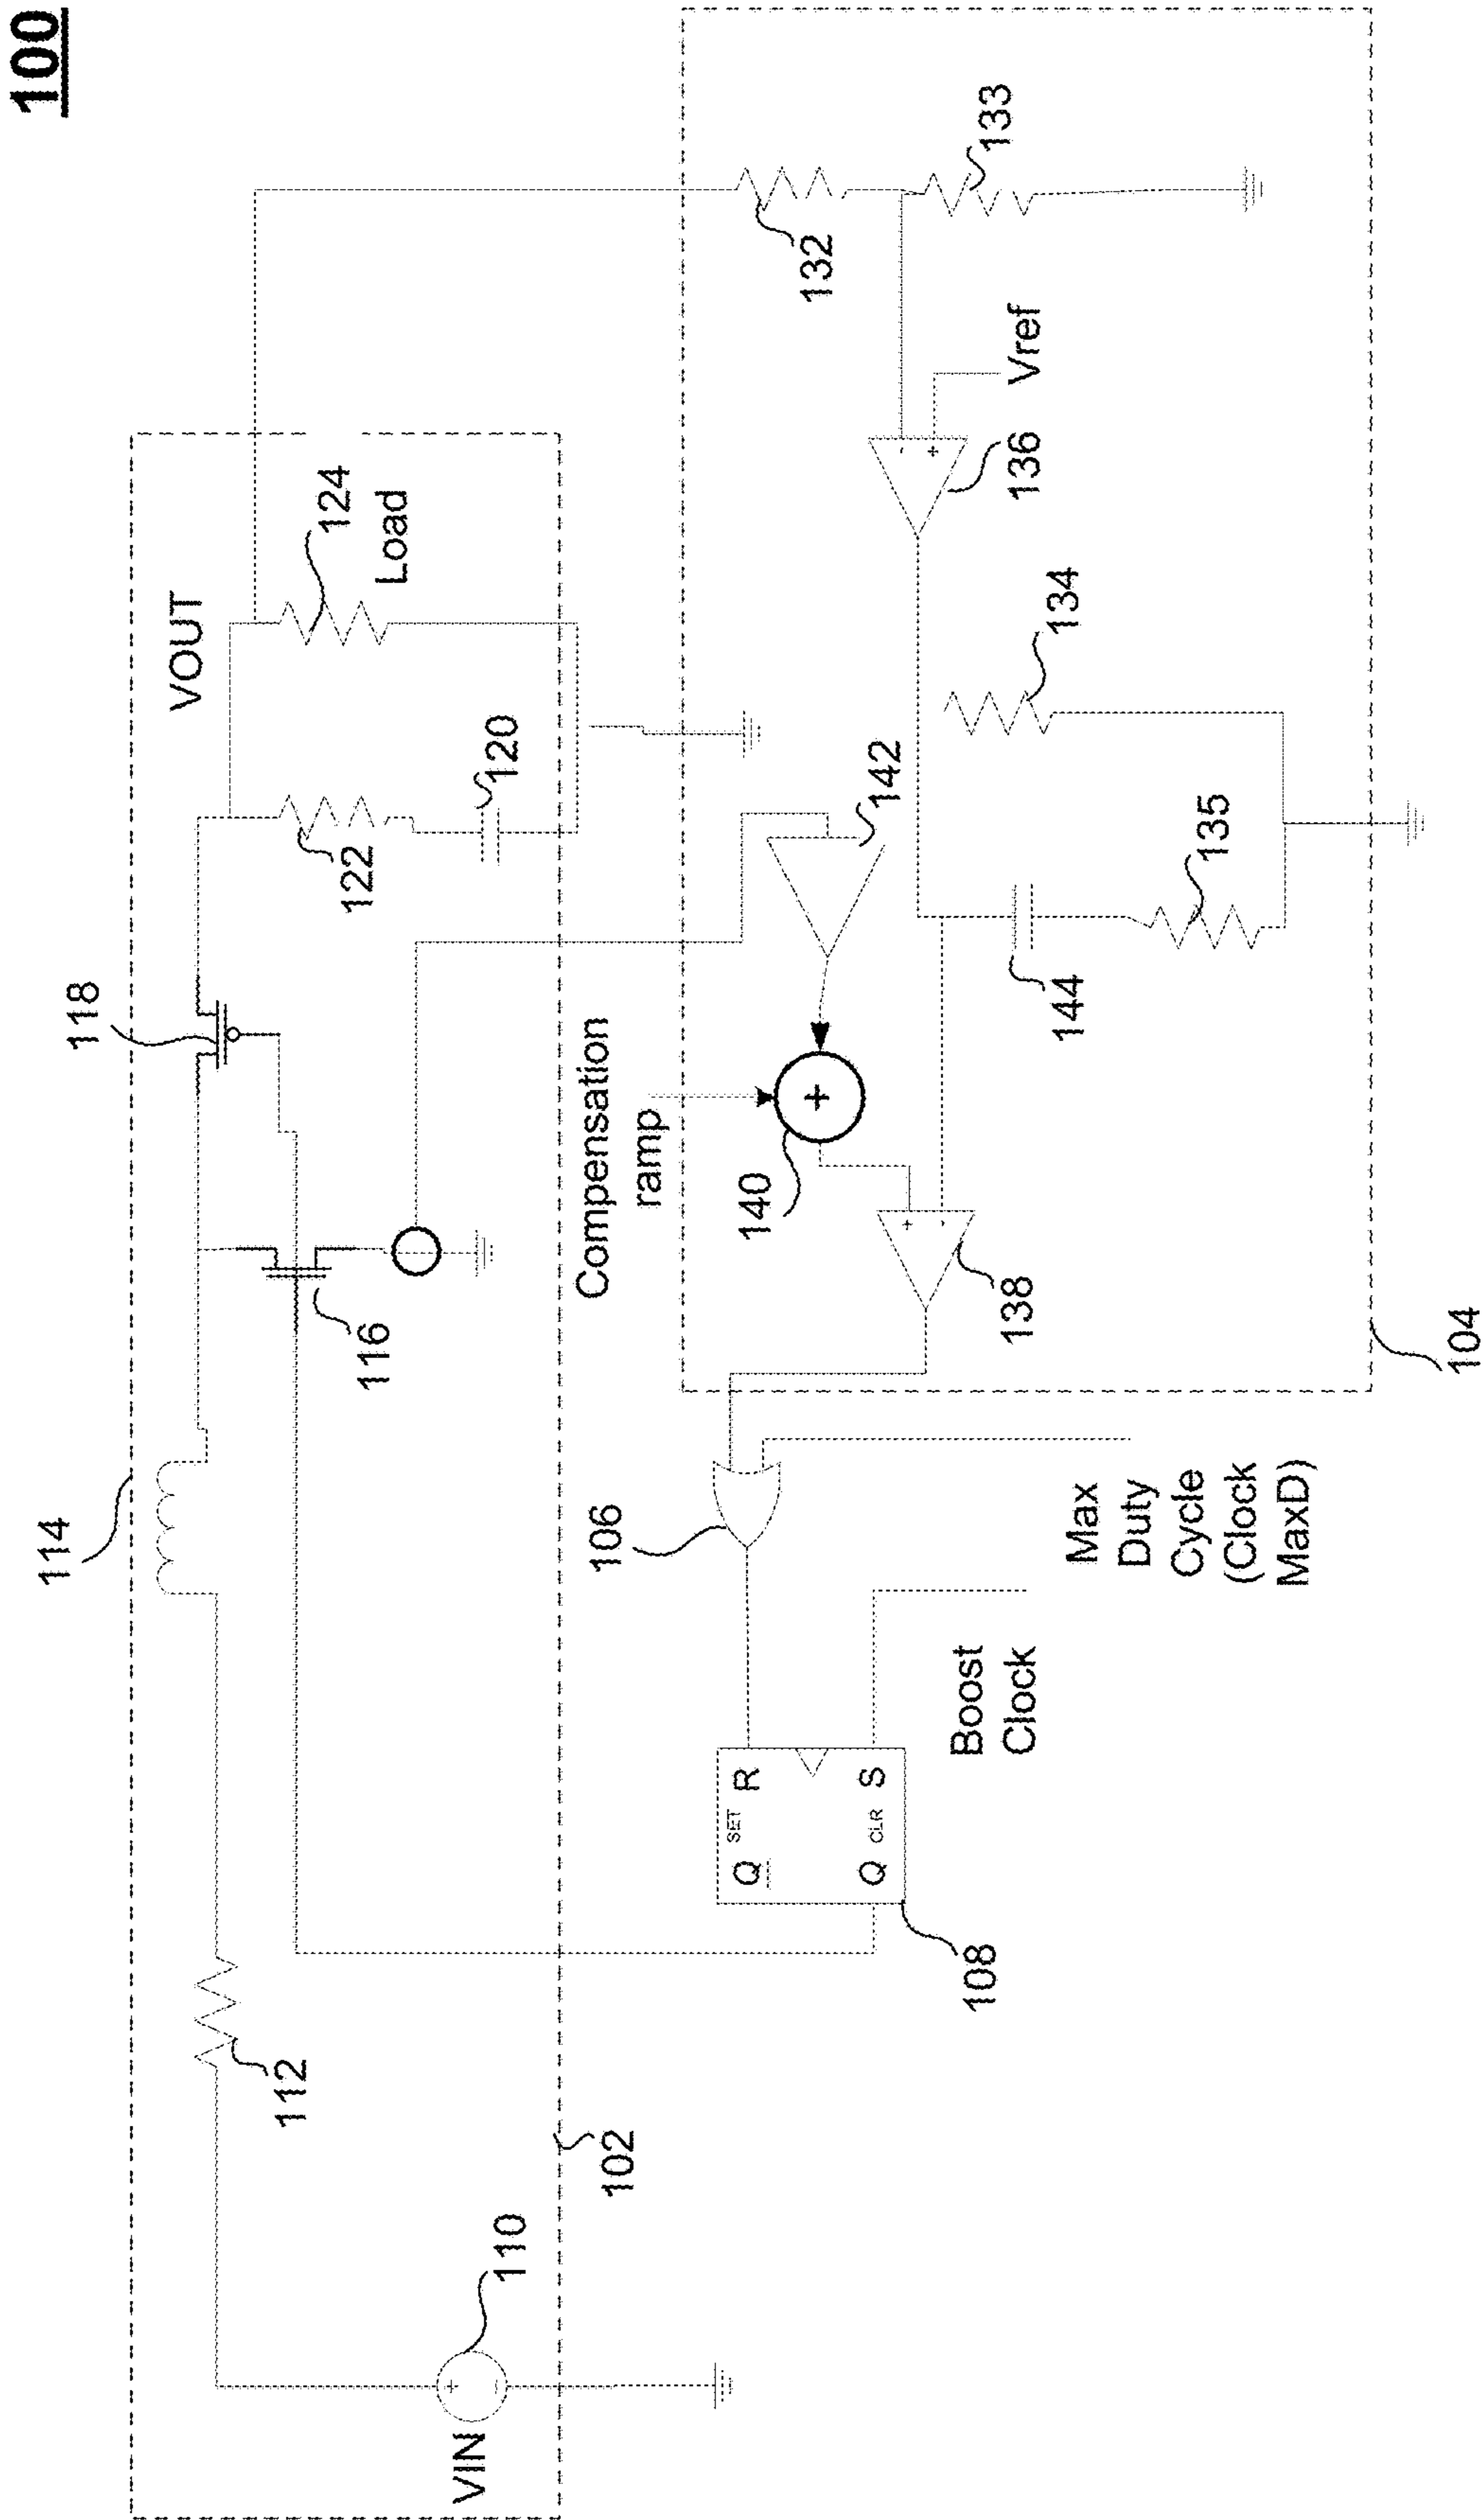 100
114
118
VOUT
124
Load
122
120
116
112
110
VIN
102
Compensation
ramp
106
108
Q SET R
Q CLR S
Boost
Clock
Max
Duty
Cycle
(Clock
MaxD)
140
+
142
138
+
-
136
-
+
Vref
132
133
134
135
144
104
+
-